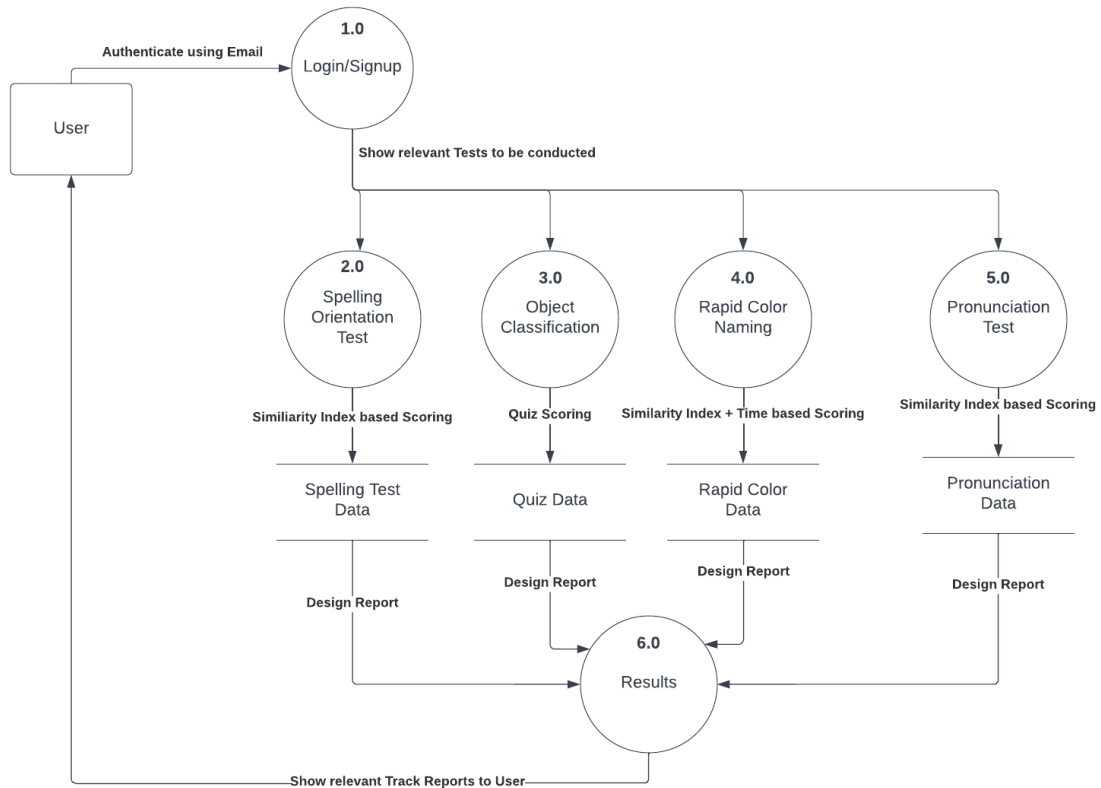 1.0
Authenticate using Email
Login/Signup
User
Show relevant Tests to be conducted
2.0
Spelling
Orientation
Test
3.0
Object
Classification
4.0
Rapid Color
Naming
5.0
Pronunciation
Test
Similiarity Index based Scoring
Quiz Scoring
Similarity Index + Time based Scoring
Similarity Index based Scoring
Spelling Test
Data
Quiz Data
Rapid Color
Data
Pronunciation
Data
Design Report
Design Report
Design Report
Design Report
6.0
Results
Show relevant Track Reports to User